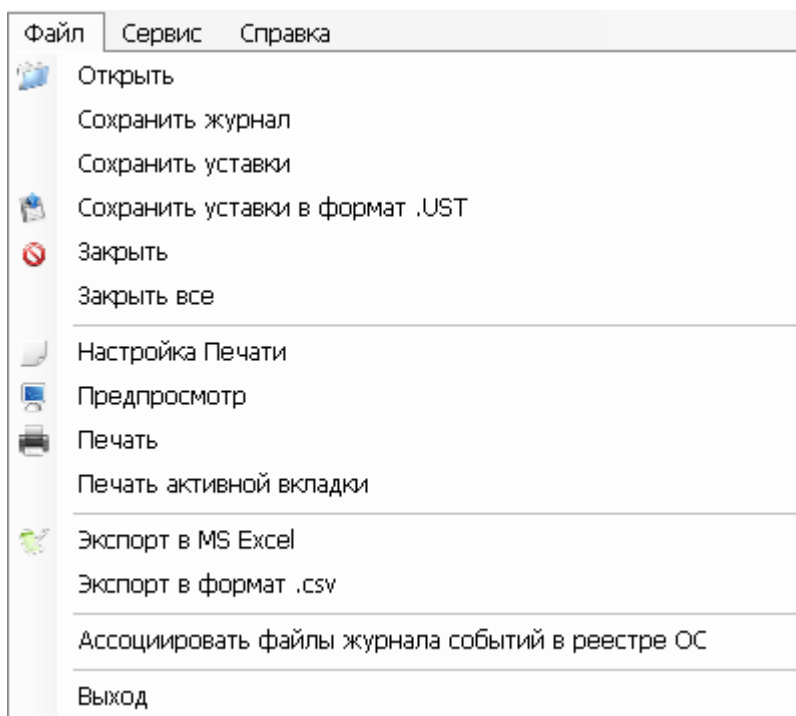 Файл Сервис Справка
Открыть
Сохранить журнал
Сохранить уставки
Сохранить уставки в формат .UST
Закрыть
Закрыть все
Настройка Печати
Предпросмотр
Печать
Печать активной вкладки
Экспорт в MS Excel
Экспорт в формат .csv
Ассоциировать файлы журнала событий в реестре ОС
Выход